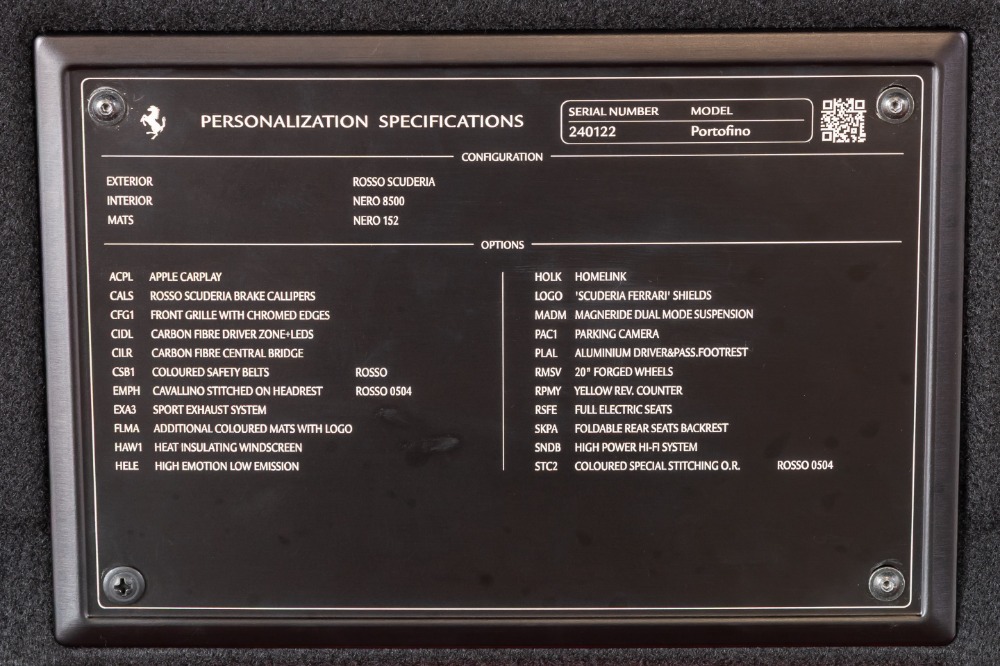 PERSONALIZATION SPECIFICATIONS
SERIAL NUMBER MODEL
240122 Portofino
CONFIGURATION
EXTERIOR ROSSO SCUDERIA
INTERIOR NERO 8500
MATS NERO 152
OPTIONS
ACPL APPLE CARPLAY
CALS ROSSO SCUDERIA BRAKE CALLIPERS
CFG1 FRONT GRILLE WITH CHROMED EDGES
CIDL CARBON FIBRE DRIVER ZONE+LEDS
CILR CARBON FIBRE CENTRAL BRIDGE
CSB1 COLOURED SAFETY BELTS ROSSO
EMPH CAVALLINO STITCHED ON HEADREST ROSSO 0504
EXA3 SPORT EXHAUST SYSTEM
FLMA ADDITIONAL COLOURED MATS WITH LOGO
HAW1 HEAT INSULATING WINDSCREEN
HELE HIGH EMOTION LOW EMISSION
HOLK HOMELINK
LOGO 'SCUDERIA FERRARI' SHIELDS
MADM MAGNERIDE DUAL MODE SUSPENSION
PAC1 PARKING CAMERA
PLAL ALUMINIUM DRIVER&PASS.FOOTREST
RMSV 20" FORGED WHEELS
RPMY YELLOW REV. COUNTER
RSFE FULL ELECTRIC SEATS
SKPA FOLDABLE REAR SEATS BACKREST
SNDB HIGH POWER HI-FI SYSTEM
STC2 COLOURED SPECIAL STITCHING O.R. ROSSO 0504